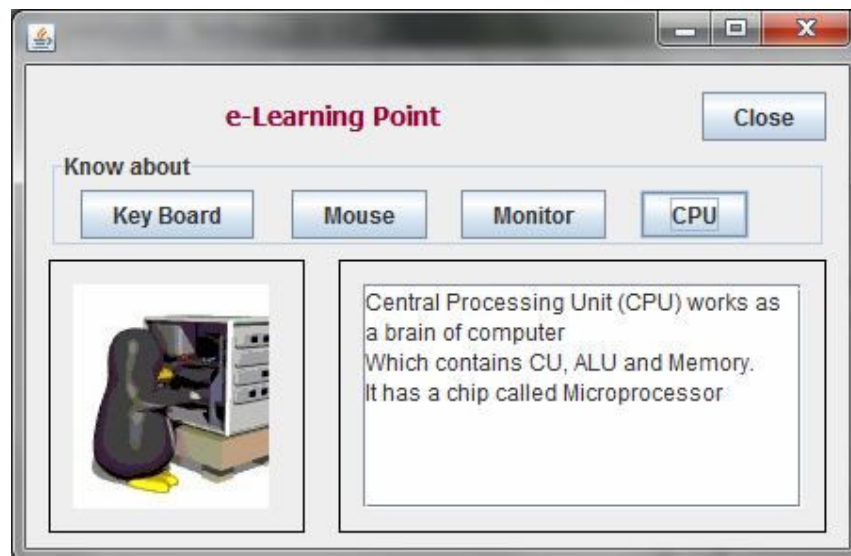 e-Learning Point
Close
Know about
Key Board
Mouse
Monitor
CPU
Central Processing Unit (CPU) works as
a brain of computer
Which contains CU, ALU and Memory.
It has a chip called Microprocessor